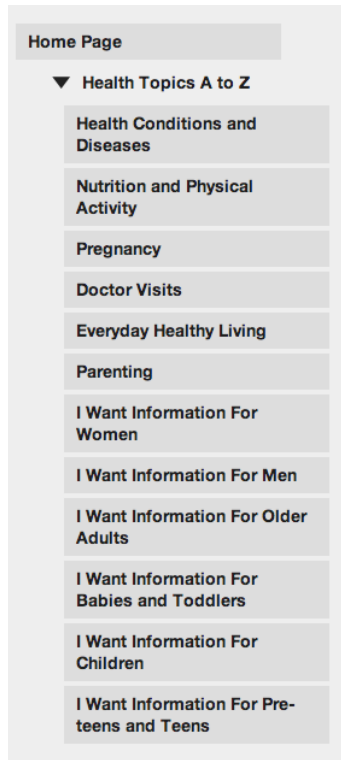 Home Page
Health Topics A to Z
Health Conditions and
Diseases
Nutrition and Physical
Activity
Pregnancy
Doctor Visits
Everyday Healthy Living
Parenting
I Want Information For
Women
I Want Information For Men
I Want Information For Older
Adults
I Want Information For
Babies and Toddlers
I Want Information For
Children
I Want Information For Pre-
teens and Teens